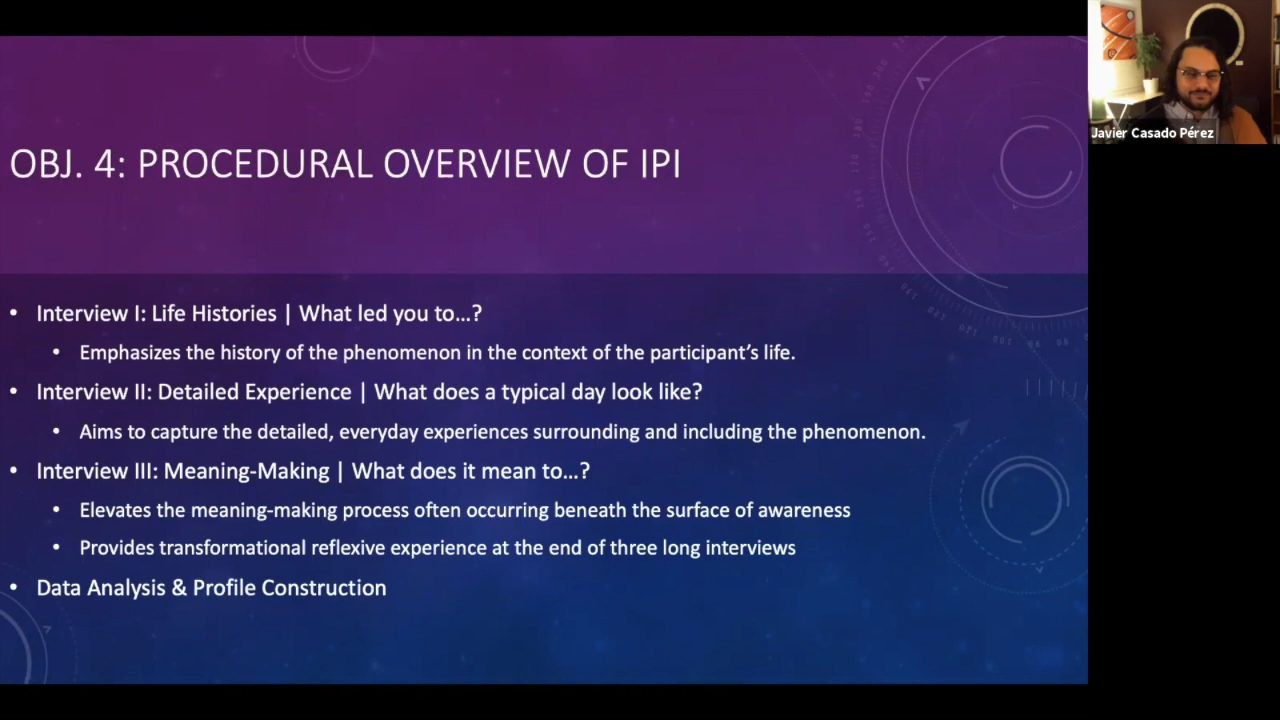 OBJ. 4: PROCEDURAL OVERVIEW OF IPI
• Interview I: Life Histories | What led you to…?
• Emphasizes the history of the phenomenon in the context of the participant’s life.
• Interview II: Detailed Experience | What does a typical day look like?
• Aims to capture the detailed, everyday experiences surrounding and including the phenomenon.
• Interview III: Meaning-Making | What does it mean to…?
• Elevates the meaning-making process often occurring beneath the surface of awareness
• Provides transformational reflexive experience at the end of three long interviews
• Data Analysis & Profile Construction
Javier Casado Pérez